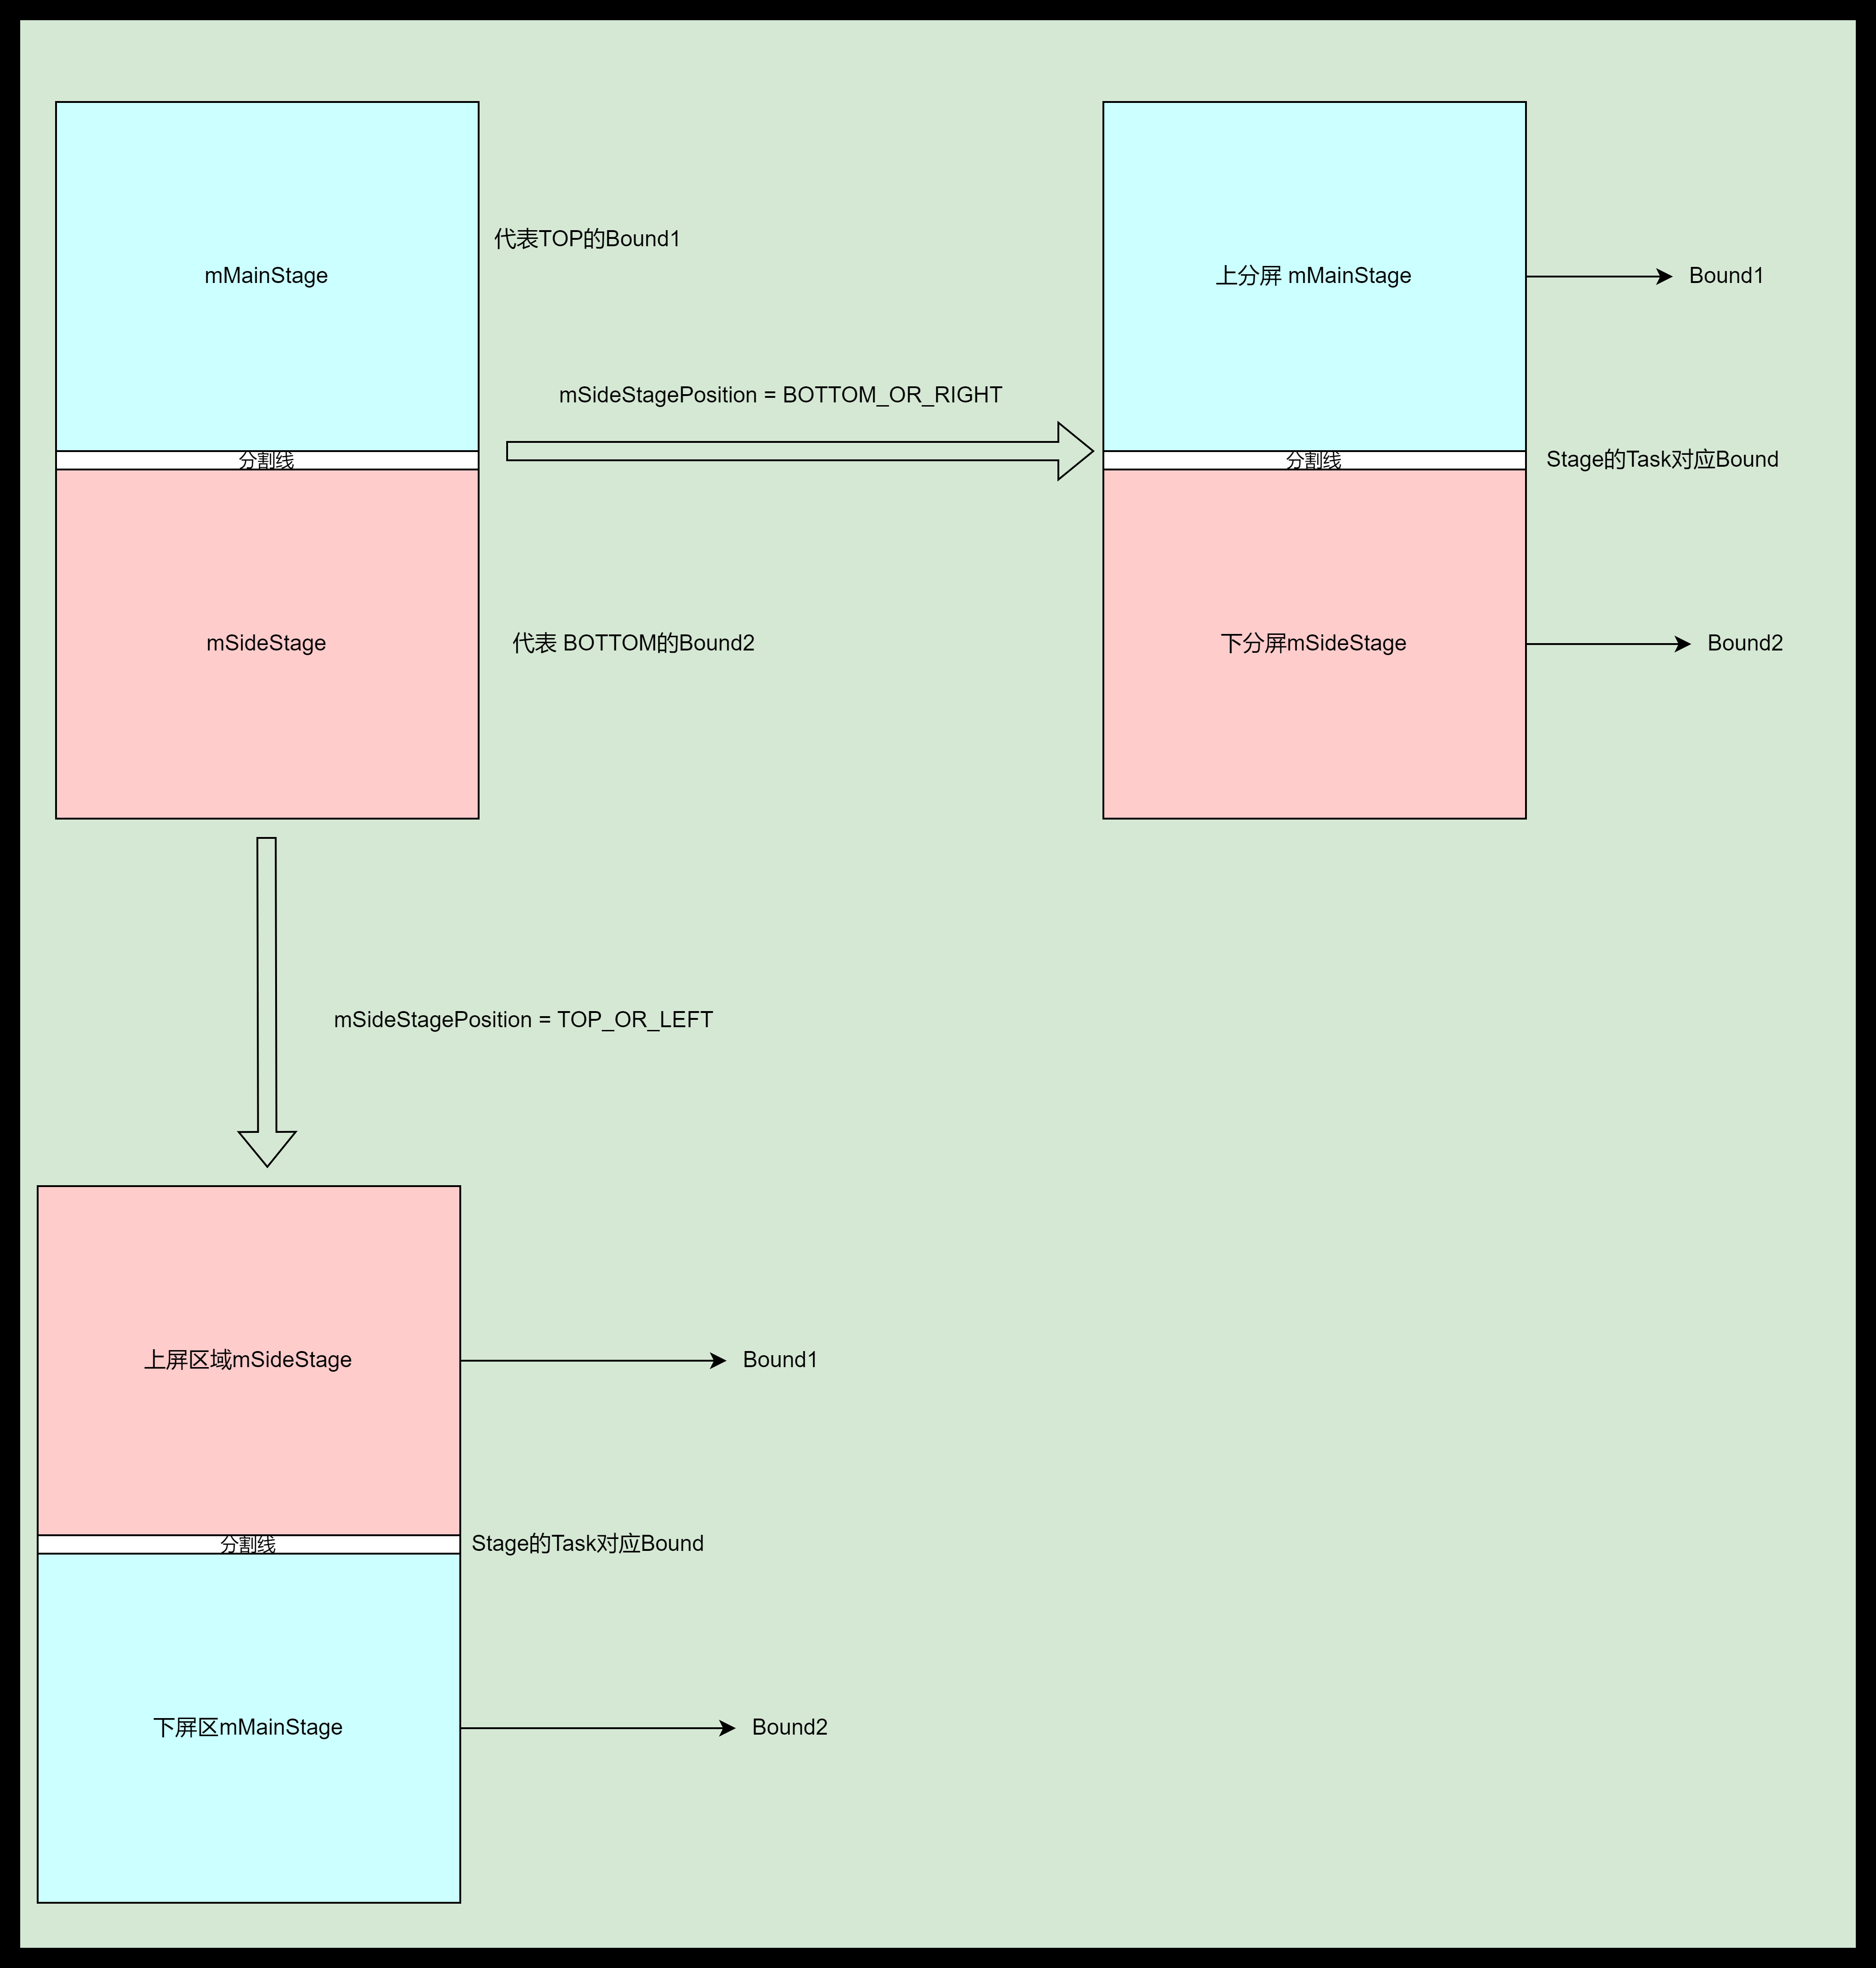 代表TOP的Bound1
mMainStage
上分屏 mMainStage
Bound1
mSideStagePosition = BOTTOM_OR_RIGHT
分割线
分割线
Stage的Task对应Bound
mSideStage
代表 BOTTOM的Bound2
下分屏mSideStage
Bound2
mSideStagePosition = TOP_OR_LEFT
上屏区域mSideStage
Bound1
分割线
Stage的Task对应Bound
下屏区mMainStage
Bound2